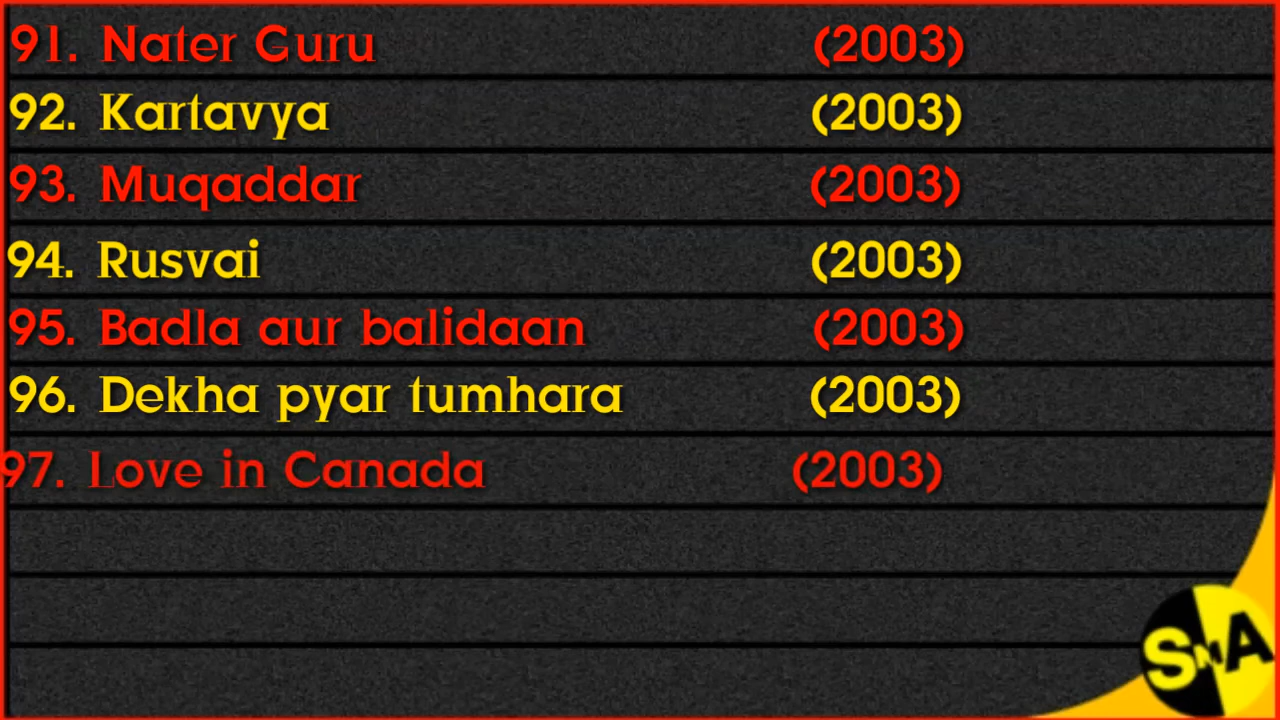 91. Nater Guru (2003)
92. Kartavya (2003)
93. Muqaddar (2003)
94. Rusvai (2003)
95. Badla aur balidaan (2003)
96. Dekha pyar tumhara (2003)
97. Love in Canada (2003)
SMA